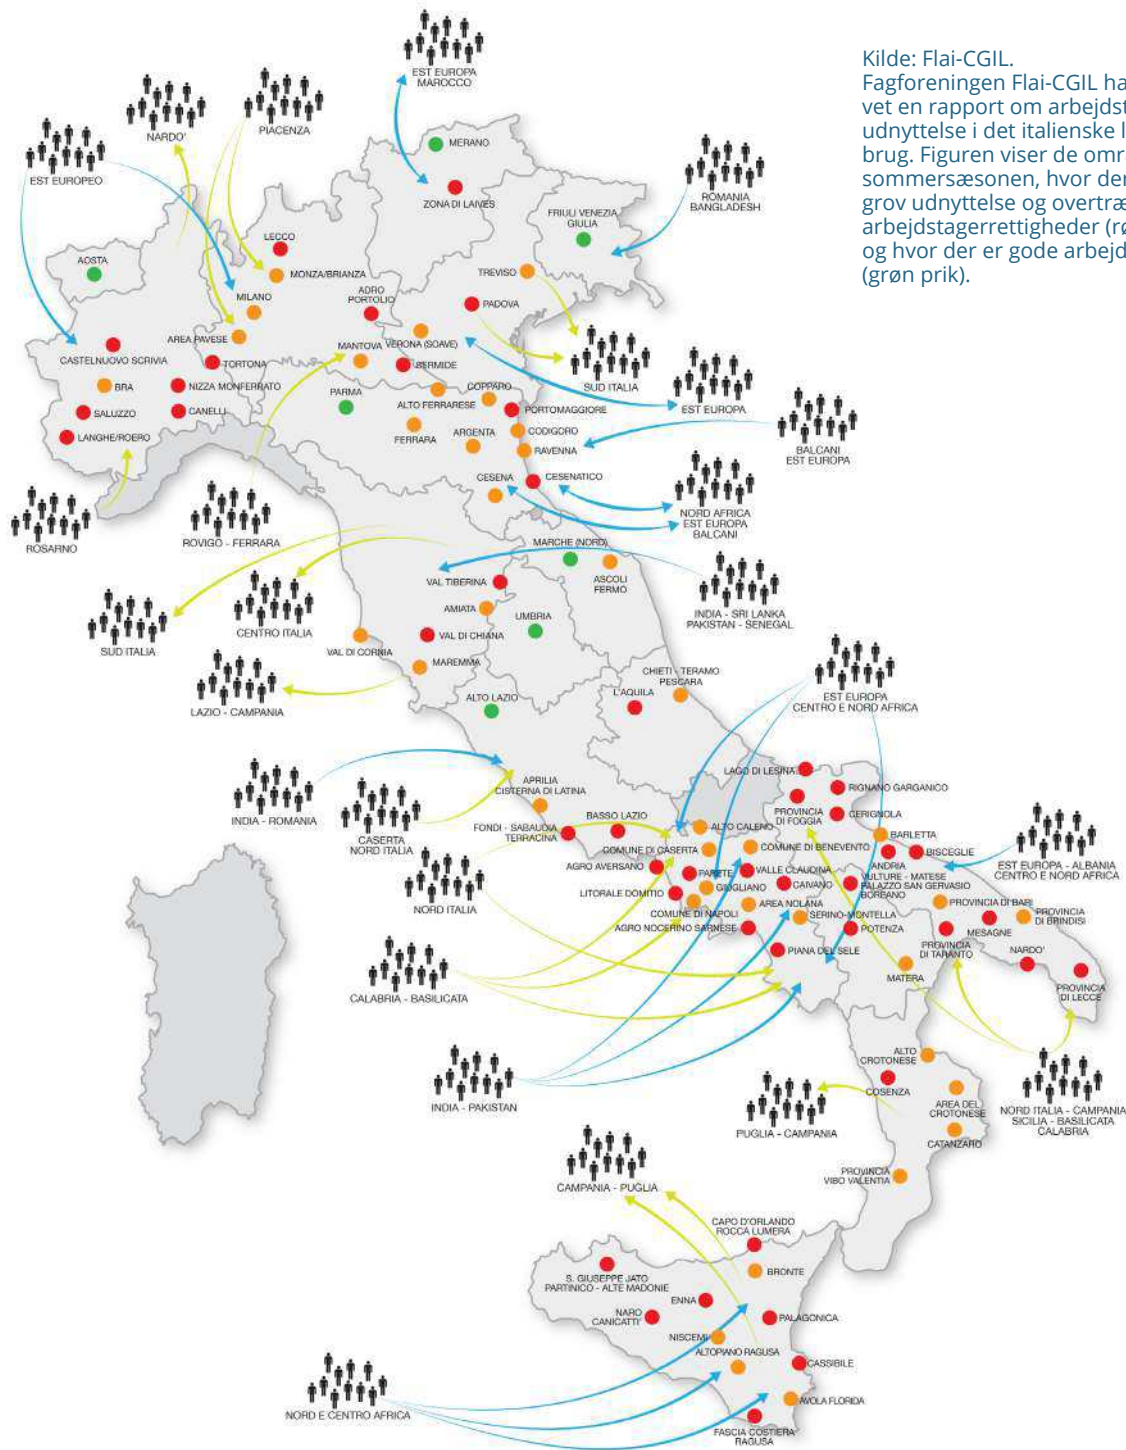 Kilde: Flai-CGIL.
Fagforeningen Flai-CGIL ha
vet en rapport om arbejdst
udnyttelse i det italienske l
brug. Figuren viser de områ
sommersæsonen, hvor der
grov udnyttelse og overtræ
arbejdstagerrettigheder (rø
og hvor der er gode arbejd
(grøn prik).
EST EUROPA
MAROCCO
NARDO'
PIACENZA
EST EUROPEO
MERANO
ZONA DI LAIVES
ROMANIA
BANGLADESH
FRIULI VENEZIA
GIULIA
AOSTA
LECCO
MONZA/BRIANZA
TREVISO
MILANO
ADRO
PORTOLIO
PADOVA
AREA PAVESE
CASTELNUOVO SCRIVIA
TORTONA
MANTOVA
VERONA (SOAVE)
SERMIDE
SUD ITALIA
BRA
NIZZA MONFERRATO
PARMA
COPPARO
ALTO FERRARESE
EST EUROPA
SALUZZO
CANELLI
PORTOMAGGIORE
LANGHE/ROERO
FERRARA
ARGENTA
CODIGORO
RAVENNA
BALCANI
EST EUROPA
CESENA
CESENATICO
ROSARNO
ROVIGO - FERRARA
NORD AFRICA
EST EUROPA
BALCANI
MARCHE (NORD)
ASCOLI
FERMO
VAL TIBERINA
INDIA - SRI LANKA
PAKISTAN - SENEGAL
SUD ITALIA
CENTRO ITALIA
AMIATA
UMBRIA
VAL DI CHIANA
VAL DI CORNIA
MAREMMA
LAZIO - CAMPANIA
ALTO LAZIO
CHIETI - TERAMO
PESCARA
L'AQUILA
EST EUROPA
CENTRO E NORD AFRICA
LAGO DI LESINA
RIGNANO GARGANICO
INDIA - ROMANIA
APRILIA
CISTERNA DI LATINA
CASERTA
NORD ITALIA
PROVINCIA
DI FOGGIA
CERIGNOLA
FONDI - SABAUDIA
TERRACINA
BASSO LAZIO
ALTO CALENO
BARLETTA
COMUNE DI CASERTA
COMUNE DI BENEVENTO
ANDRIA
BISCEGLIE
EST EUROPA - ALBANIA
CENTRO E NORD AFRICA
AGRO AVERSANO
PARETE
VALLE CLAUDINA
VULTURE - MATESE
PALAZZO SAN GERVASIO
BOREANO
LITORALE DOMITIO
GIUGLIANO
CAIVANO
NORD ITALIA
COMUNE DI NAPOLI
AREA NOLANA
SERINO-MONTELLA
PROVINCIA DI BARI
PROVINCIA
DI BRINDISI
AGRO NOCERINO SARNESE
POTENZA
MESAGNE
PROVINCIA
DI TARANTO
PIANA DEL SELE
MATERA
NARDO'
PROVINCIA
DI LECCE
CALABRIA - BASILICATA
INDIA - PAKISTAN
ALTO
CROTONESE
COSENZA
AREA DEL
CROTONESE
NORD ITALIA - CAMPANIA
SICILIA - BASILICATA
CALABRIA
PUGLIA - CAMPANIA
CATANZARO
PROVINCIA
VIBO VALENTIA
CAMPANIA - PUGLIA
CAPO D'ORLANDO
ROCCA LUMERA
BRONTE
S. GIUSEPPE JATO
PARTINICO - ALTE MADONIE
ENNA
NARO
CANICATTI'
PALAGONICA
NISCEMI
ALTOPIANO RAGUSA
CASSIBILE
NORD E CENTRO AFRICA
AVOLA FLORIDA
FASCIA COSTIERA
RAGUSA